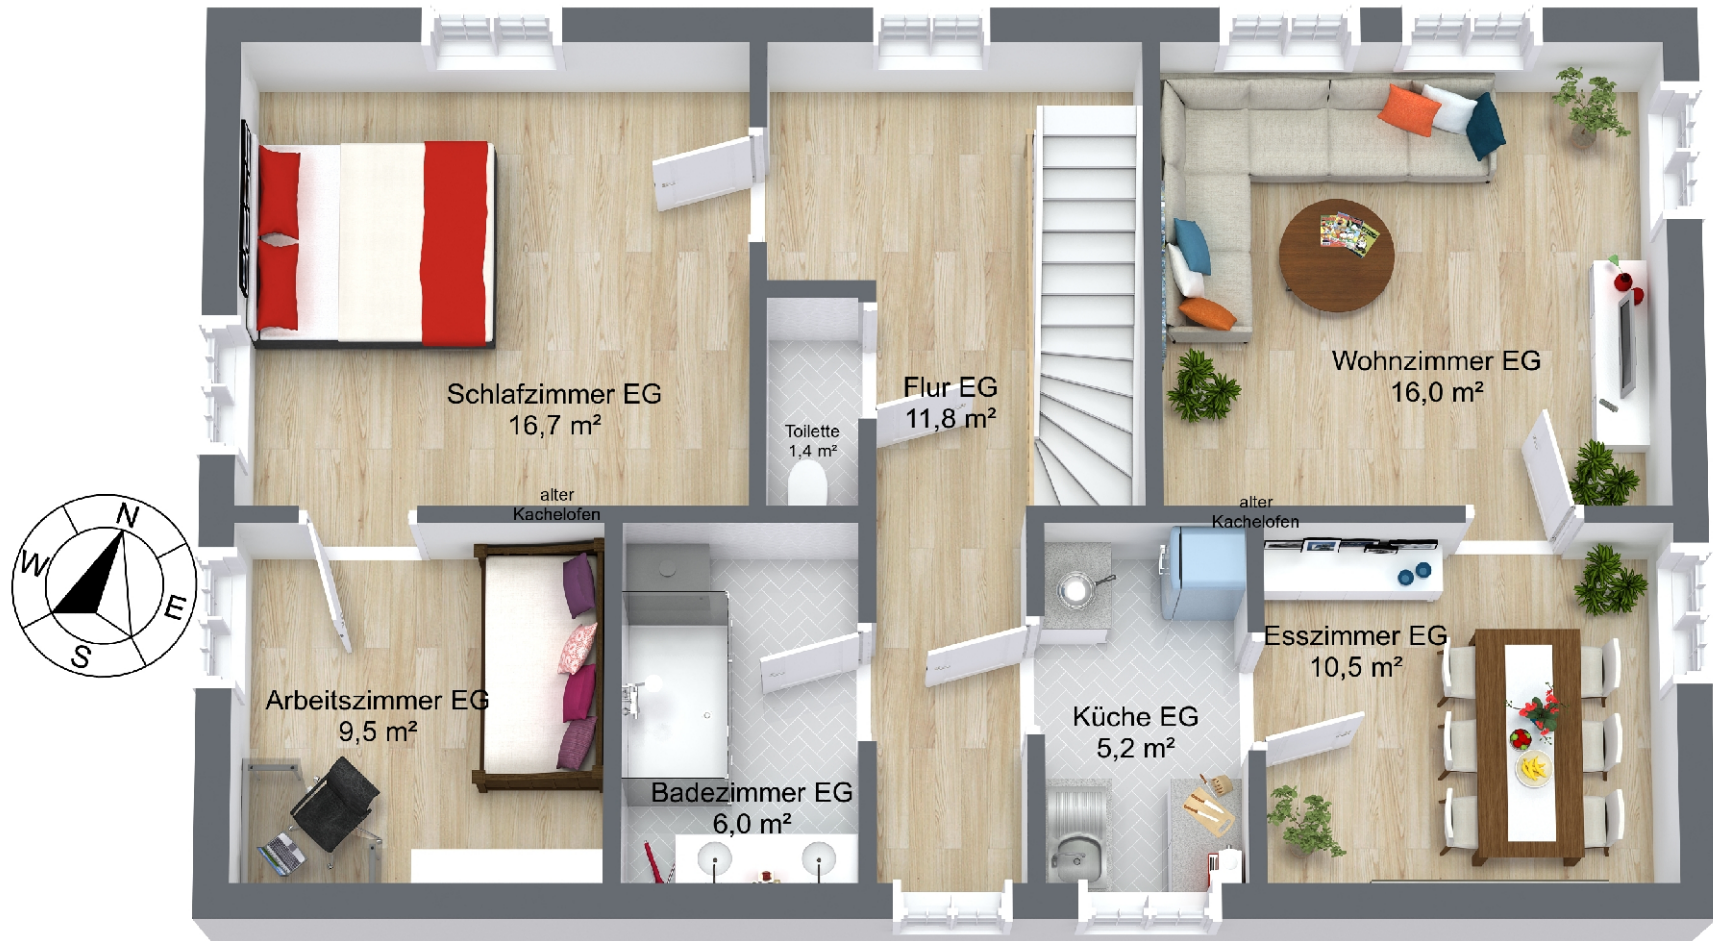 Schlafzimmer EG
16,7 m²
alter
Kachelofen
Toilette
1,4 m²
Flur EG
11,8 m²
Wohnzimmer EG
16,0 m²
alter
Kachelofen
N
W
E
S
Arbeitszimmer EG
9,5 m²
Badezimmer EG
6,0 m²
Küche EG
5,2 m²
Esszimmer EG
10,5 m²